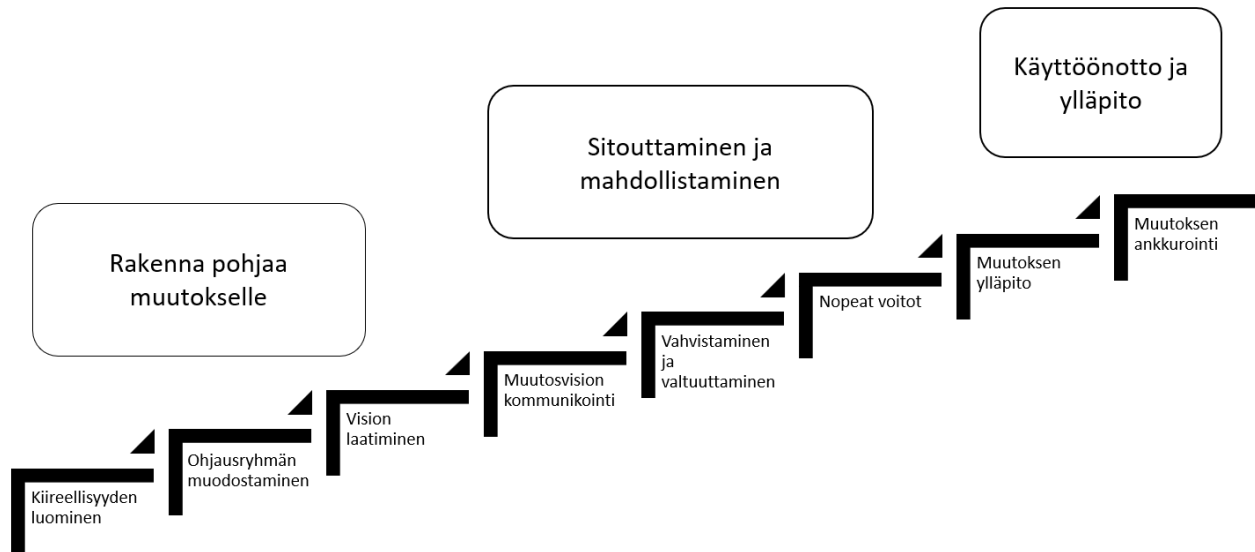 Rakenna pohjaa
muutokselle
Sitouttaminen ja
mahdollistaminen
Käyttöönotto ja
ylläpito
Kiireellisyyden
luominen
Ohjausryhmän
muodostaminen
Vision
laatiminen
Muutosvision
kommunikointi
Vahvistaminen
ja
valtuuttaminen
Nopeat voitot
Muutoksen
ylläpito
Muutoksen
ankkurointi